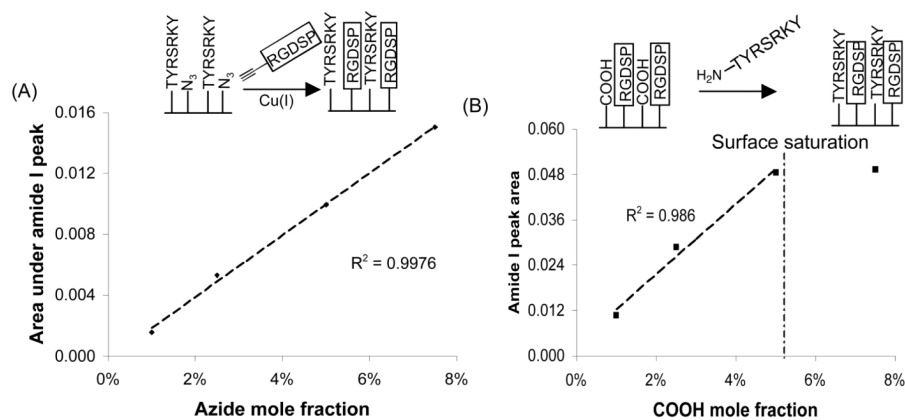 (A)
TYRSRKY
N3
TYRSRKY
N3
RGDSP
Cu(I)
TYRSRKY
RGDSP
TYRSRKY
RGDSP
Area under amide I peak
0.016
0.012
0.008
0.004
0.000
R2 = 0.9976
0% 2% 4% 6% 8%
Azide mole fraction
(B)
COOH
RGDSP
COOH
RGDSP
H2N–TYRSRKY
TYRSRKY
RGDSP
TYRSRKY
RGDSP
Surface saturation
Amide I peak area
0.060
0.048
0.036
0.024
0.012
0.000
R2 = 0.986
0% 2% 4% 6% 8%
COOH mole fraction